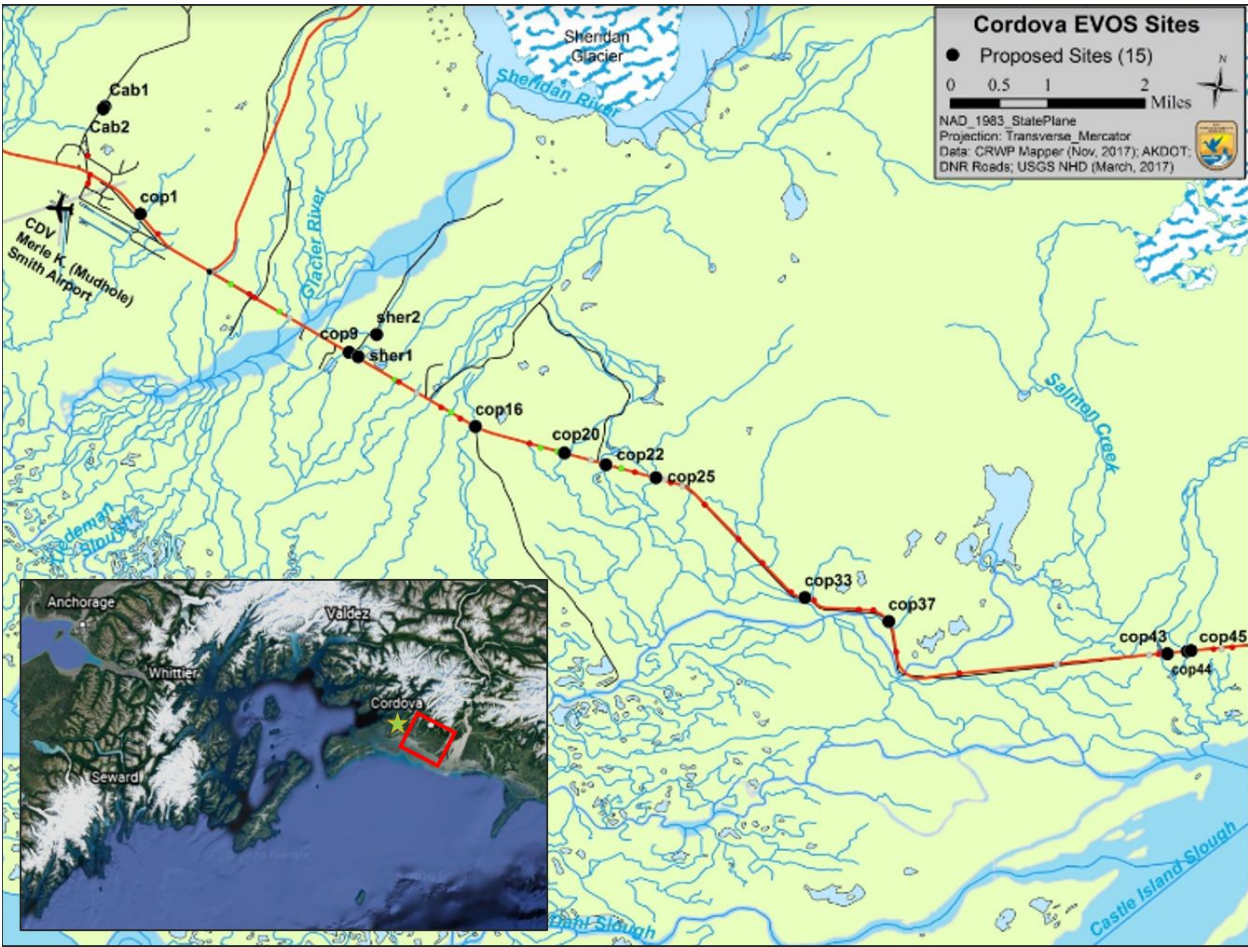 Cordova EVOS Sites
Proposed Sites (15)
N
0 0.5 1 2
Miles
NAD_1983_StatePlane
Projection: Transverse_Mercator
Data: CRWP Mapper (Nov, 2017); AKDOT;
DNR Roads; USGS NHD (March, 2017)
Sheridan
Glacier
Sheridan River
Cab1
Cab2
cop1
CDV
Merle K. (Mudhole)
Smith Airport
Glacier River
sher2
cop9
sher1
cop16
cop20
cop22
cop25
Salmon Creek
Slough
cop33
cop37
cop43
cop45
cop44
Anchorage
Valdez
Whittier
Cordova
Seward
Castle Island Slough
Dahl Slough